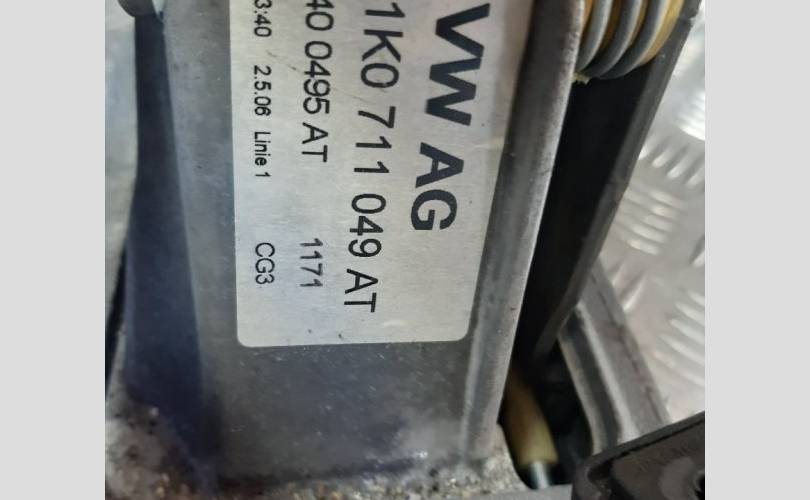 VW AG
1K0 711 049 AT
40 0495 AT 1171
3:40 2.5.06 Linie 1 CG3